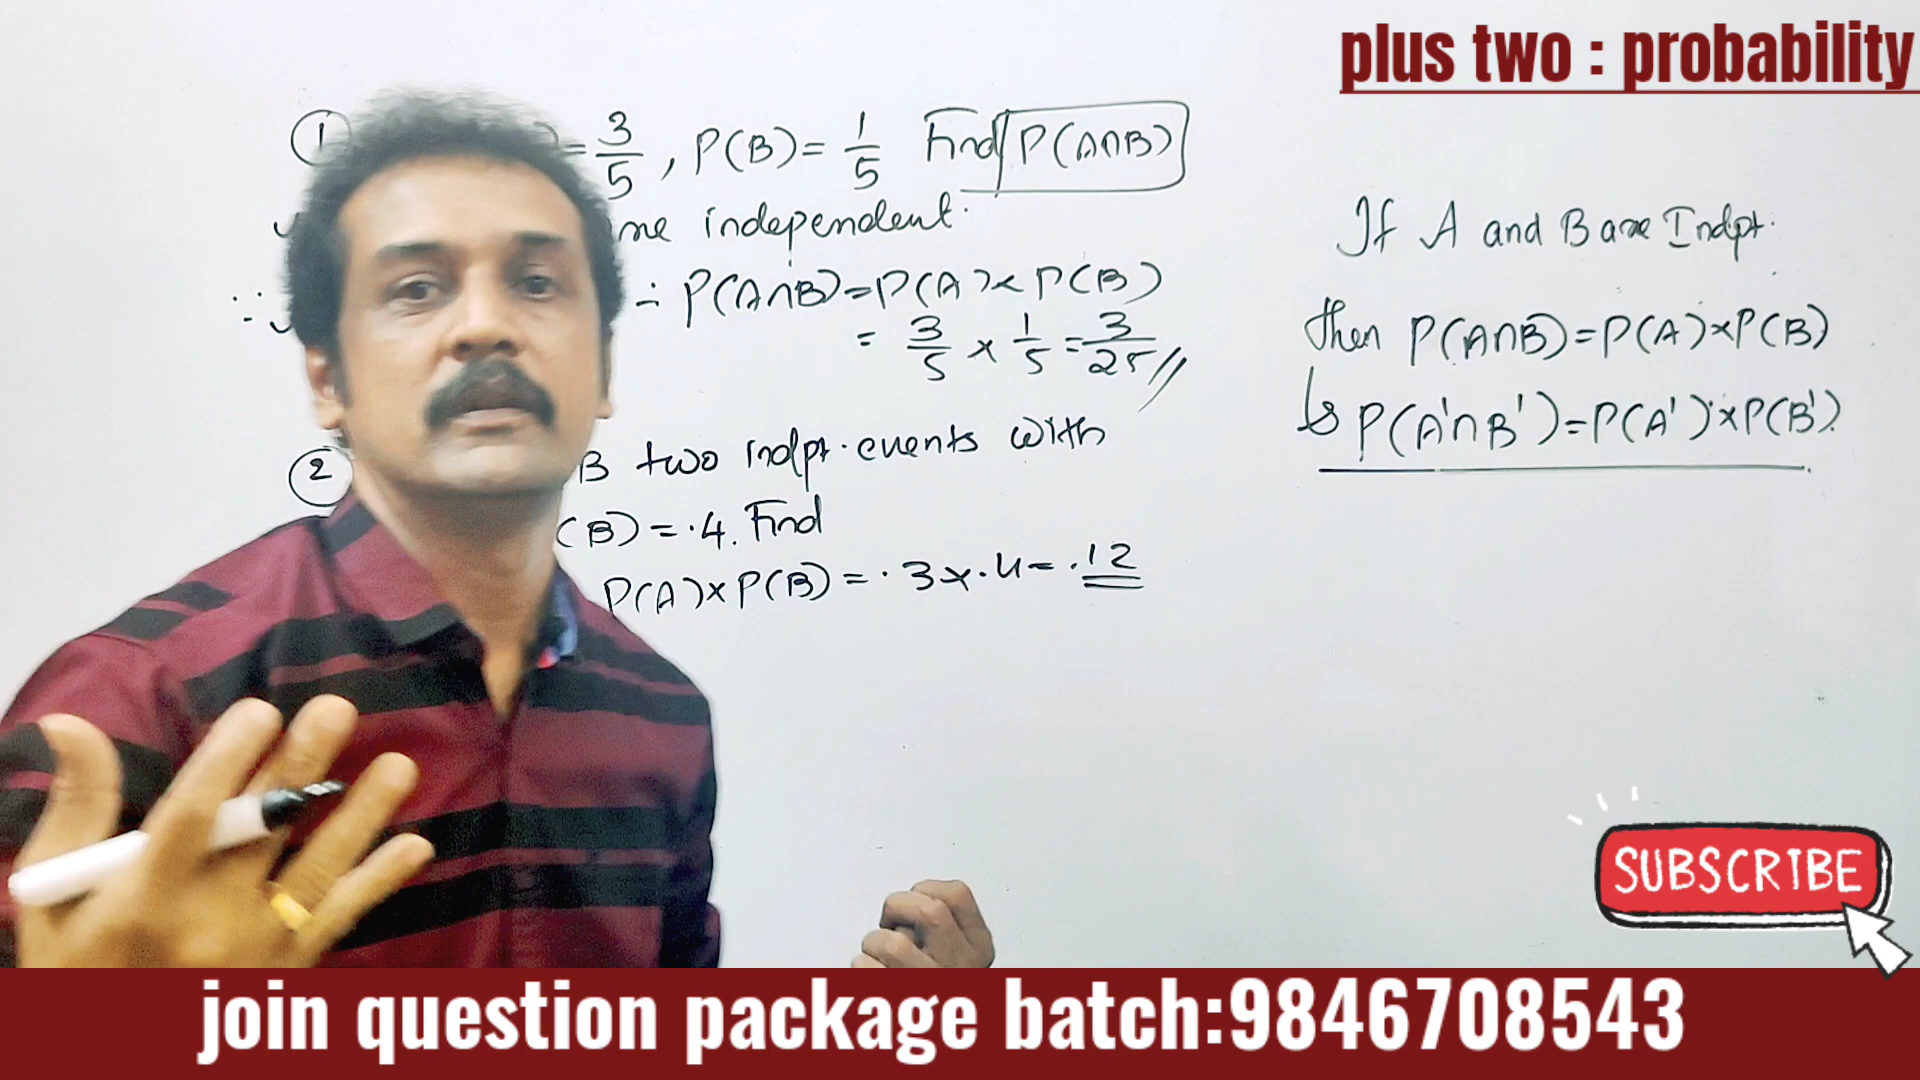 plus two : probability
① = 3/5 , P(B) = 1/5 Find P(A∩B)
independent.
∴ P(A∩B) = P(A) × P(B)
= 3/5 × 1/5 = 3/25 //
② B two indpt. events with
(B) = .4. Find
P(A) × P(B) = .3 × .4 = .12
If A and B are Indpt.
then P(A∩B) = P(A) × P(B)
P(A'∩B') = P(A') × P(B').
SUBSCRIBE
join question package batch:9846708543